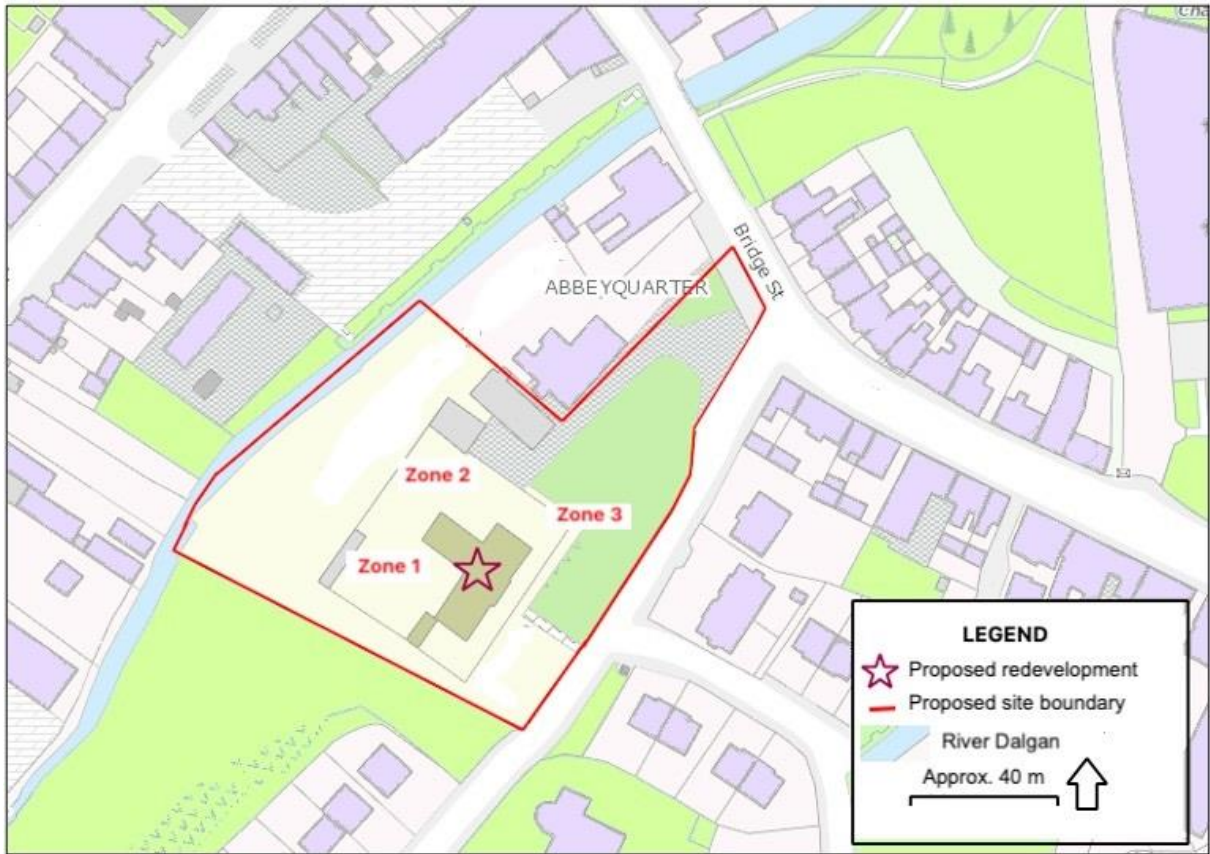 Bridge St
ABBEYQUARTER
Zone 2
Zone 3
Zone 1
LEGEND
Proposed redevelopment
Proposed site boundary
River Dalgan
Approx. 40 m